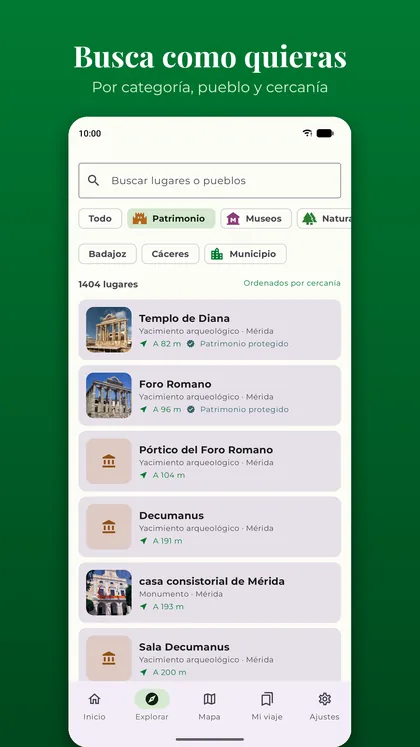 Busca como quieras
Por categoría, pueblo y cercanía
10:00
Buscar lugares o pueblos
Todo
Patrimonio
Museos
Natura
Badajoz
Cáceres
Municipio
1404 lugares
Ordenados por cercanía
Templo de Diana
Yacimiento arqueológico · Mérida
A 82 m
Patrimonio protegido
Foro Romano
Yacimiento arqueológico · Mérida
A 96 m
Patrimonio protegido
Pórtico del Foro Romano
Yacimiento arqueológico · Mérida
A 104 m
Decumanus
Yacimiento arqueológico · Mérida
A 191 m
casa consistorial de Mérida
Monumento · Mérida
A 193 m
Sala Decumanus
Yacimiento arqueológico · Mérida
A 200 m
Inicio
Explorar
Mapa
Mi viaje
Ajustes